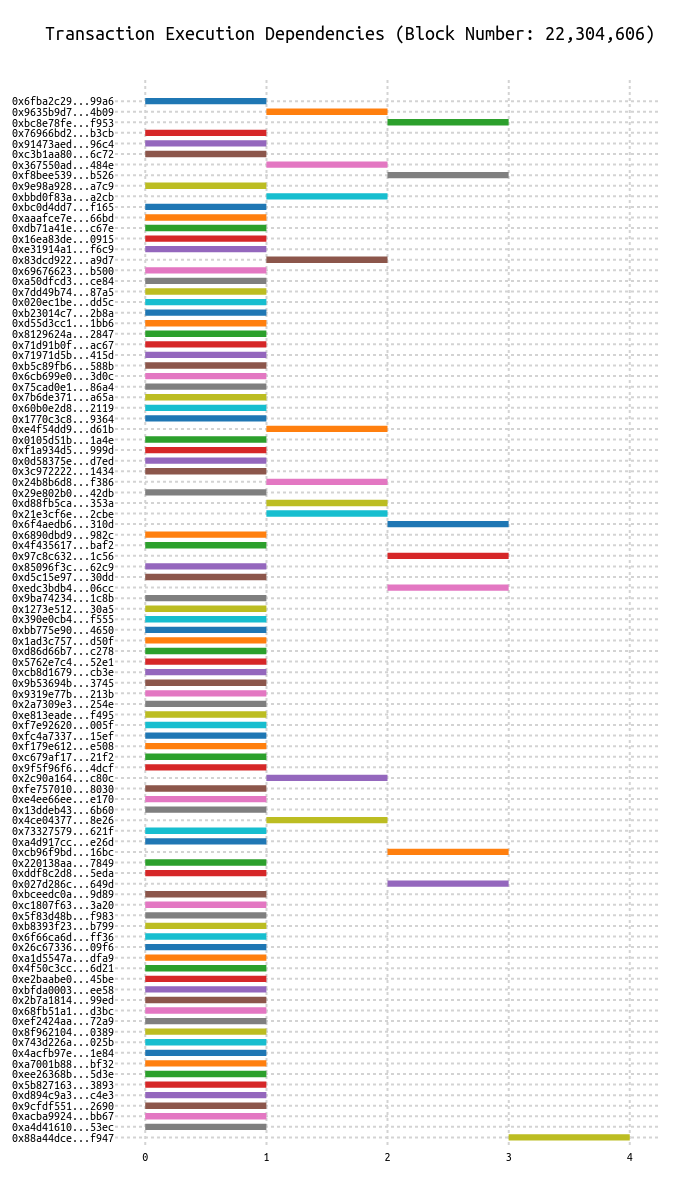 Transaction Execution Dependencies (Block Number: 22,304,606)
0x6fba2c29...99a6
0x9635b9d7...4b09
0xbc8e78fe...f953
0x76966bd2...b3cb
0x91473aed...96c4
0xc3b1aa80...6c72
0x367550ad...484e
0xf8bee539...b526
0x9e98a928...a7c9
0xbbd0f83a...a2cb
0xbc0d4dd7...f165
0xaaafce7e...66bd
0xdb71a41e...c67e
0x16ea83de...0915
0xe31914a1...f6c9
0x83dcd922...a9d7
0x69676623...b500
0xa50dfcd3...ce84
0x7dd49b74...87a5
0x020ec1be...dd5c
0xb23014c7...2b8a
0xd55d3cc1...1bb6
0x8129624a...2847
0x71d91b0f...ac67
0x71971d5b...415d
0xb5c89fb6...588b
0x6cb699e0...3d0c
0x75cad0e1...86a4
0x7b6de371...a65a
0x60b0e2d8...2119
0x1770c3c8...9364
0xe4f54dd9...d61b
0x0105d51b...1a4e
0xf1a934d5...999d
0x0d58375e...d7ed
0x3c972222...1434
0x24b8b6d8...f386
0x29e802b0...42db
0xd88fb5ca...353a
0x21e3cf6e...2cbe
0x6f4aedb6...310d
0x6890dbd9...982c
0x4f435617...baf2
0x97c8c632...1c56
0x85096f3c...62c9
0xd5c15e97...30dd
0xedc3bdb4...06cc
0x9ba74234...1c8b
0x1273e512...30a5
0x390e0cb4...f555
0xbb775e90...4650
0x1ad3c757...d50f
0xd86d66b7...c278
0x5762e7c4...52e1
0xcb8d1679...cb3e
0x9b53694b...3745
0x9319e77b...213b
0x2a7309e3...254e
0xe813eade...f495
0xf7e92620...005f
0xfc4a7337...15ef
0xf179e612...e508
0xc679af17...21f2
0x9f5f96f6...4dcf
0x2c90a164...c80c
0xfe757010...8030
0xe4ee66ee...e170
0x13ddeb43...6b60
0x4ce04377...8e26
0x73327579...621f
0xa4d917cc...e26d
0xcb96f9bd...16bc
0x220138aa...7849
0xddf8c2d8...5eda
0x027d286c...649d
0xbceedc0a...9d89
0xc1807f63...3a20
0x5f83d48b...f983
0xb8393f23...b799
0x6f66ca6d...ff36
0x26c67336...09f6
0xa1d5547a...dfa9
0x4f50c3cc...6d21
0xe2baabe0...45be
0xbfda0003...ee58
0x2b7a1814...99ed
0x68fb51a1...d3bc
0xef2424aa...72a9
0x8f962104...0389
0x743d226a...025b
0x4acfb97e...1e84
0xa7001b88...bf32
0xee26368b...5d3e
0x5b827163...3893
0xd894c9a3...c4e3
0x9cfdf551...2690
0xacba9924...bb67
0xa4d41610...53ec
0x88a44dce...f947
0 1 2 3 4